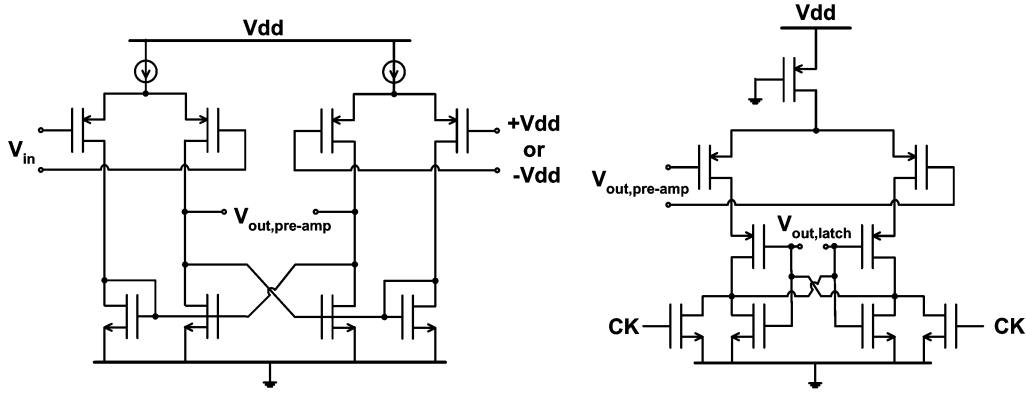 Vdd
V_in
+Vdd
or
-Vdd
V_out,pre-amp
Vdd
V_out,pre-amp
V_out,latch
CK
CK